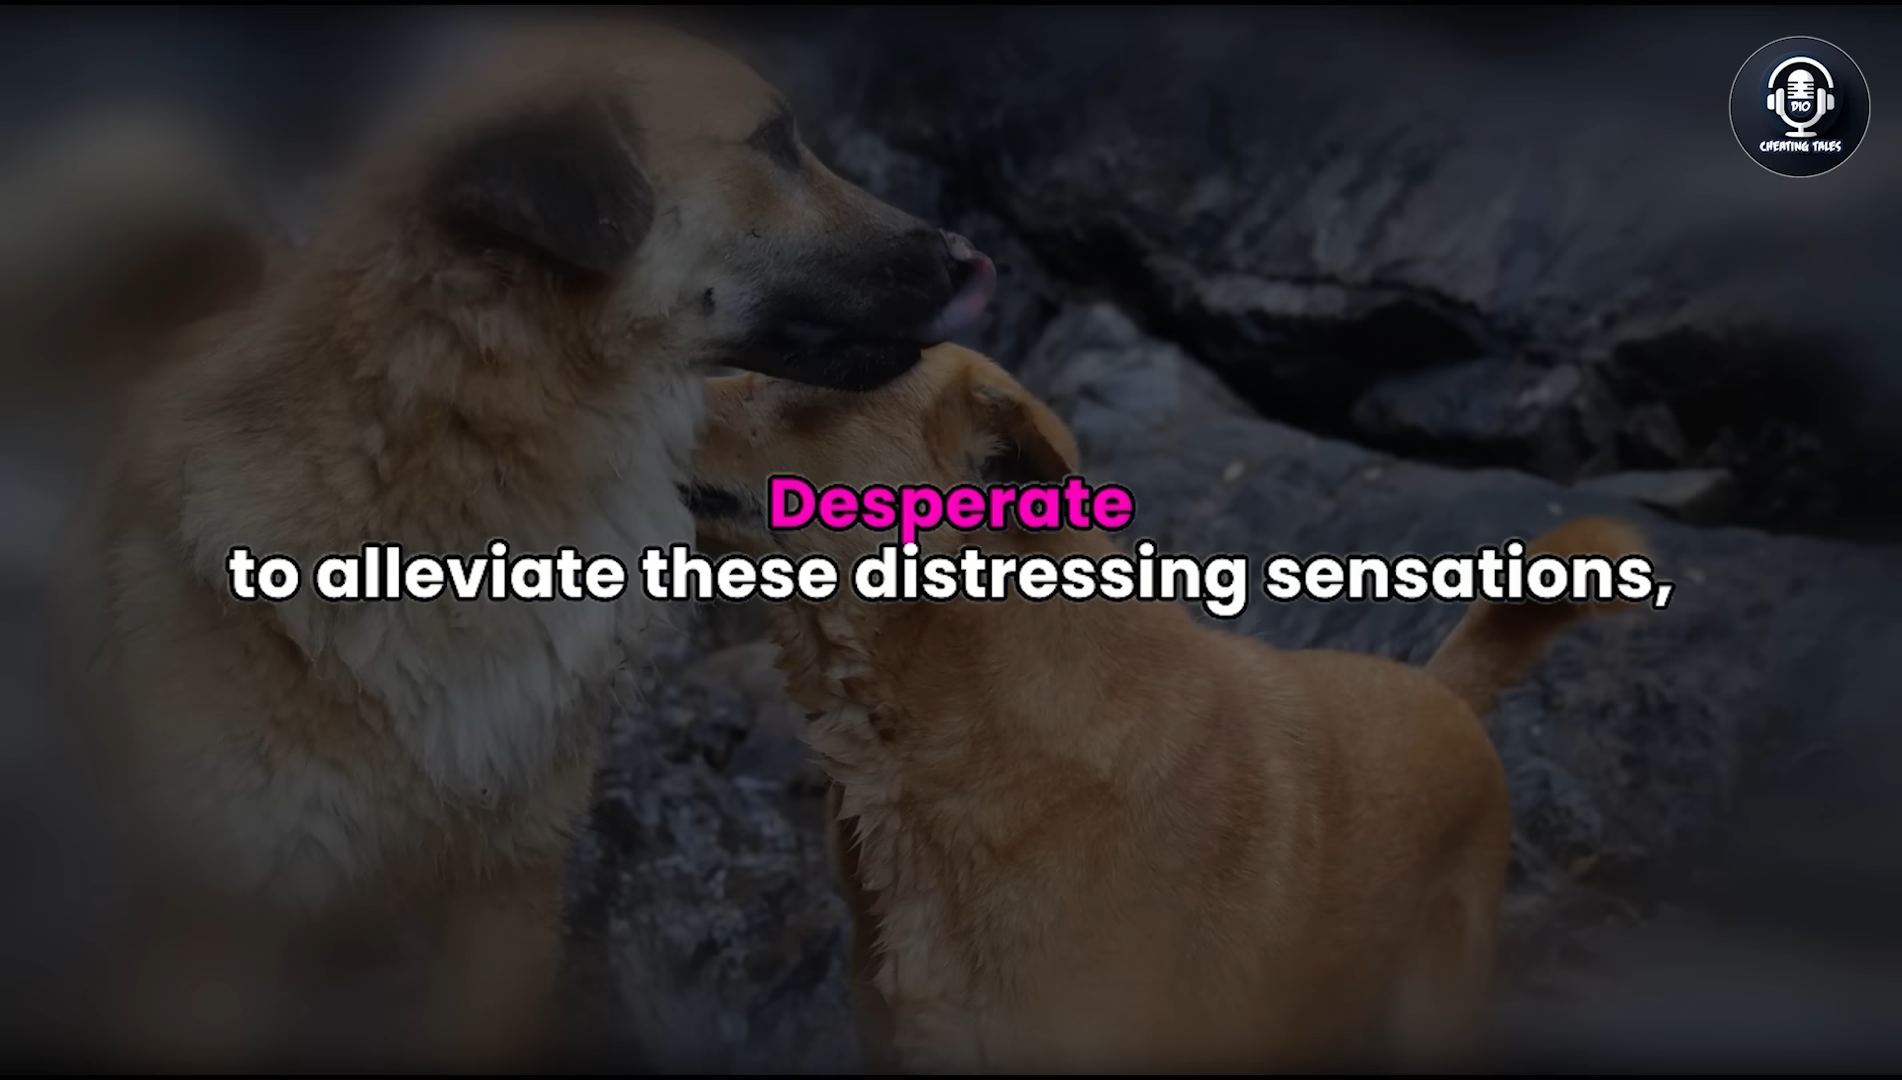 DIO
CHEATING TALES
Desperate
to alleviate these distressing sensations,